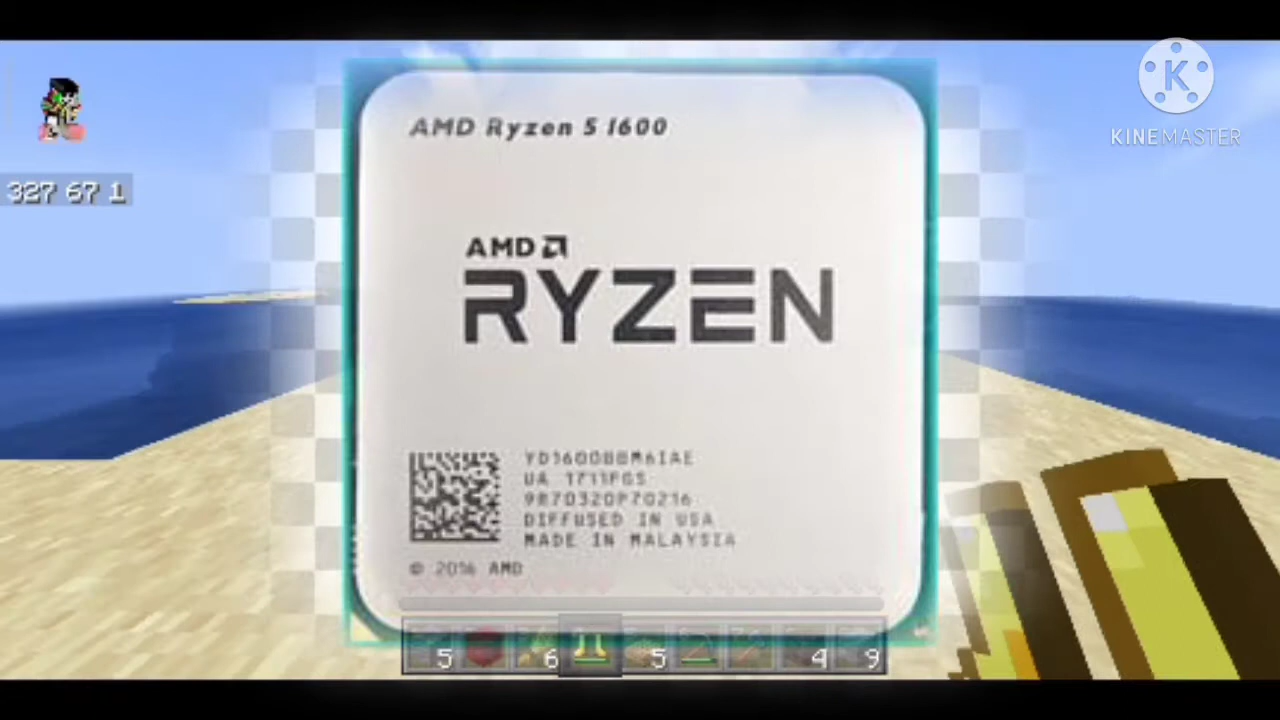 KINEMASTER
327 67 1
AMD Ryzen 5 1600
AMD
RYZEN
YD1600BBM6IAE
UA 1711PGS
9B70320P70216
DIFFUSED IN USA
MADE IN MALAYSIA
© 2016 AMD
5 6 5 4 9